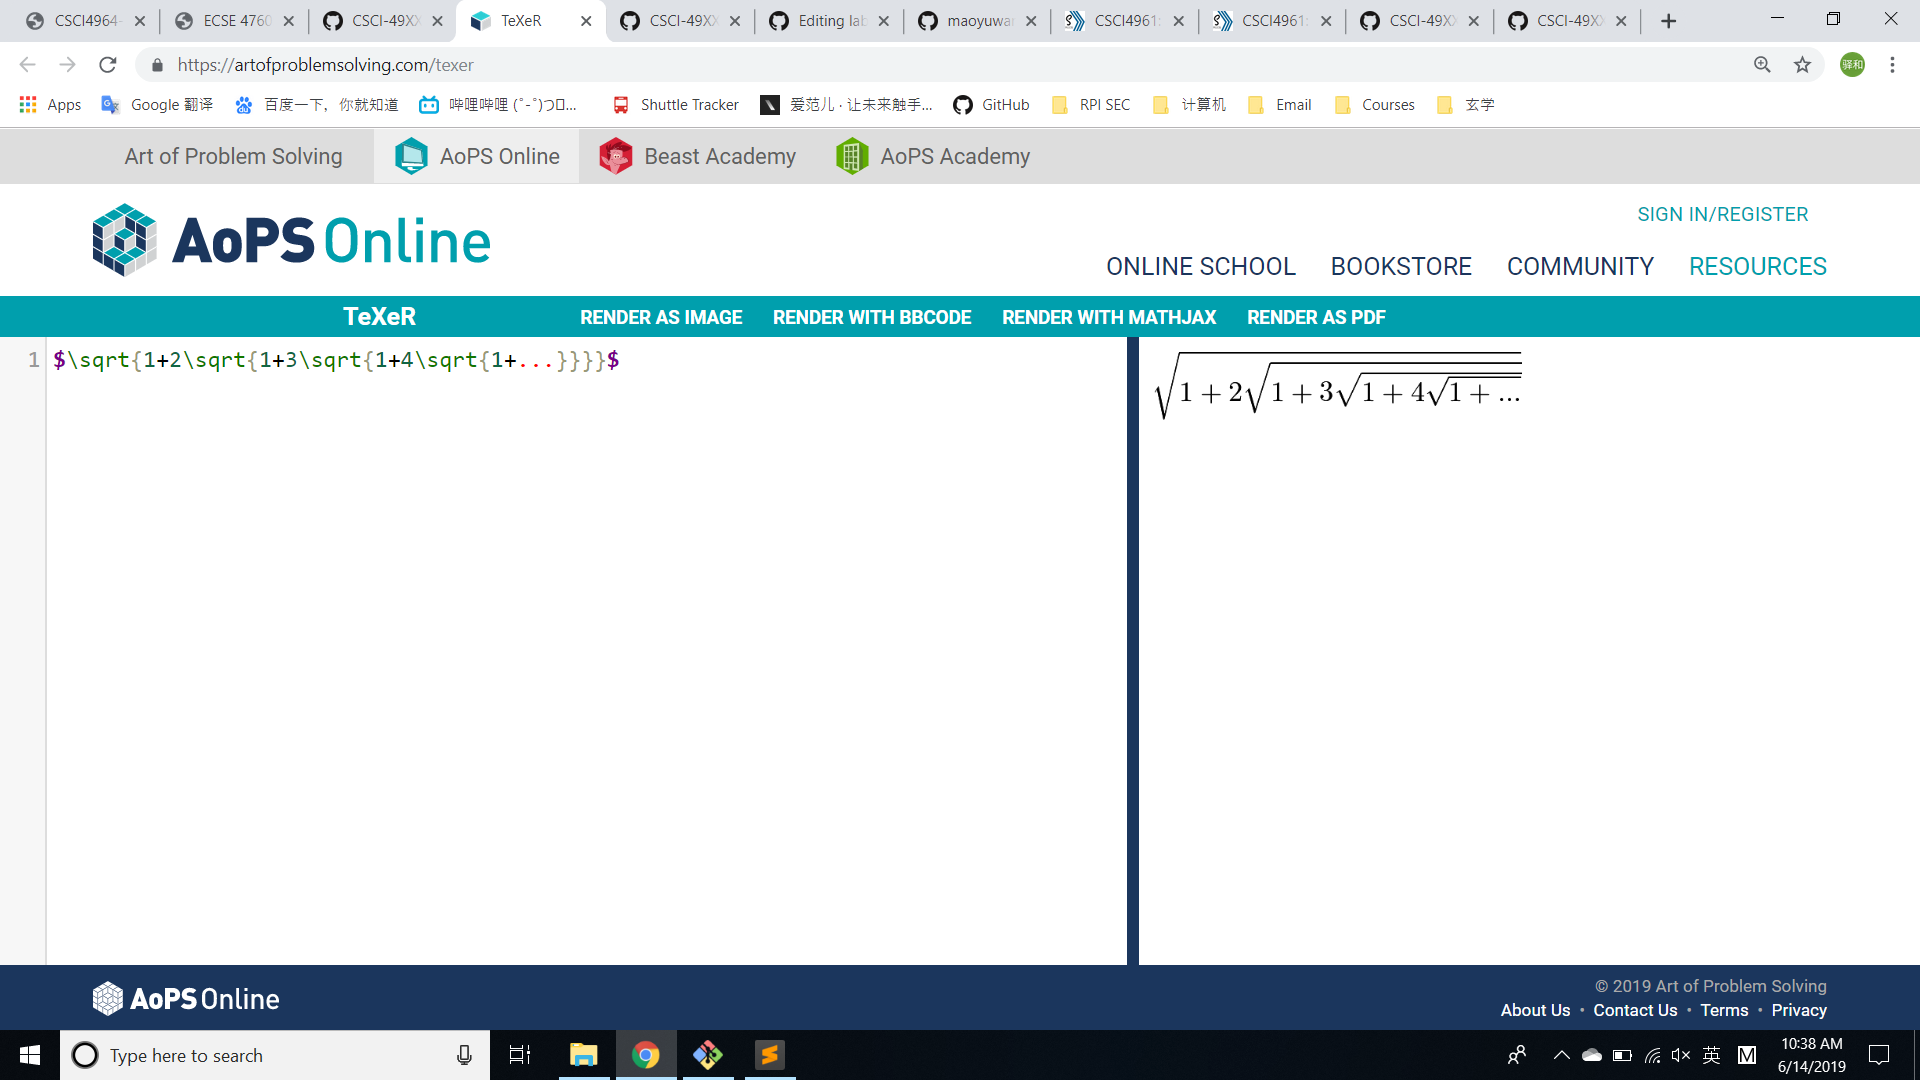 CSCI4964- ECSE 4760 CSCI-49XX TeXeR CSCI-49XX Editing lab maoyuwan CSCI4961: CSCI4961: CSCI-49XX CSCI-49XX
https://artofproblemsolving.com/texer 驿和
Apps Google 翻译 百度一下，你就知道 哔哩哔哩 (゜-゜)つロ... Shuttle Tracker 爱范儿 · 让未来触手... GitHub RPI SEC 计算机 Email Courses 玄学
Art of Problem Solving AoPS Online Beast Academy AoPS Academy
AoPS Online
SIGN IN/REGISTER
ONLINE SCHOOL BOOKSTORE COMMUNITY RESOURCES
TeXeR RENDER AS IMAGE RENDER WITH BBCODE RENDER WITH MATHJAX RENDER AS PDF
1 $\sqrt{1+2\sqrt{1+3\sqrt{1+4\sqrt{1+...}}}}$
√1 + 2√1 + 3√1 + 4√1 + ...
AoPS Online
© 2019 Art of Problem Solving
About Us • Contact Us • Terms • Privacy
Type here to search
英 M 10:38 AM
6/14/2019